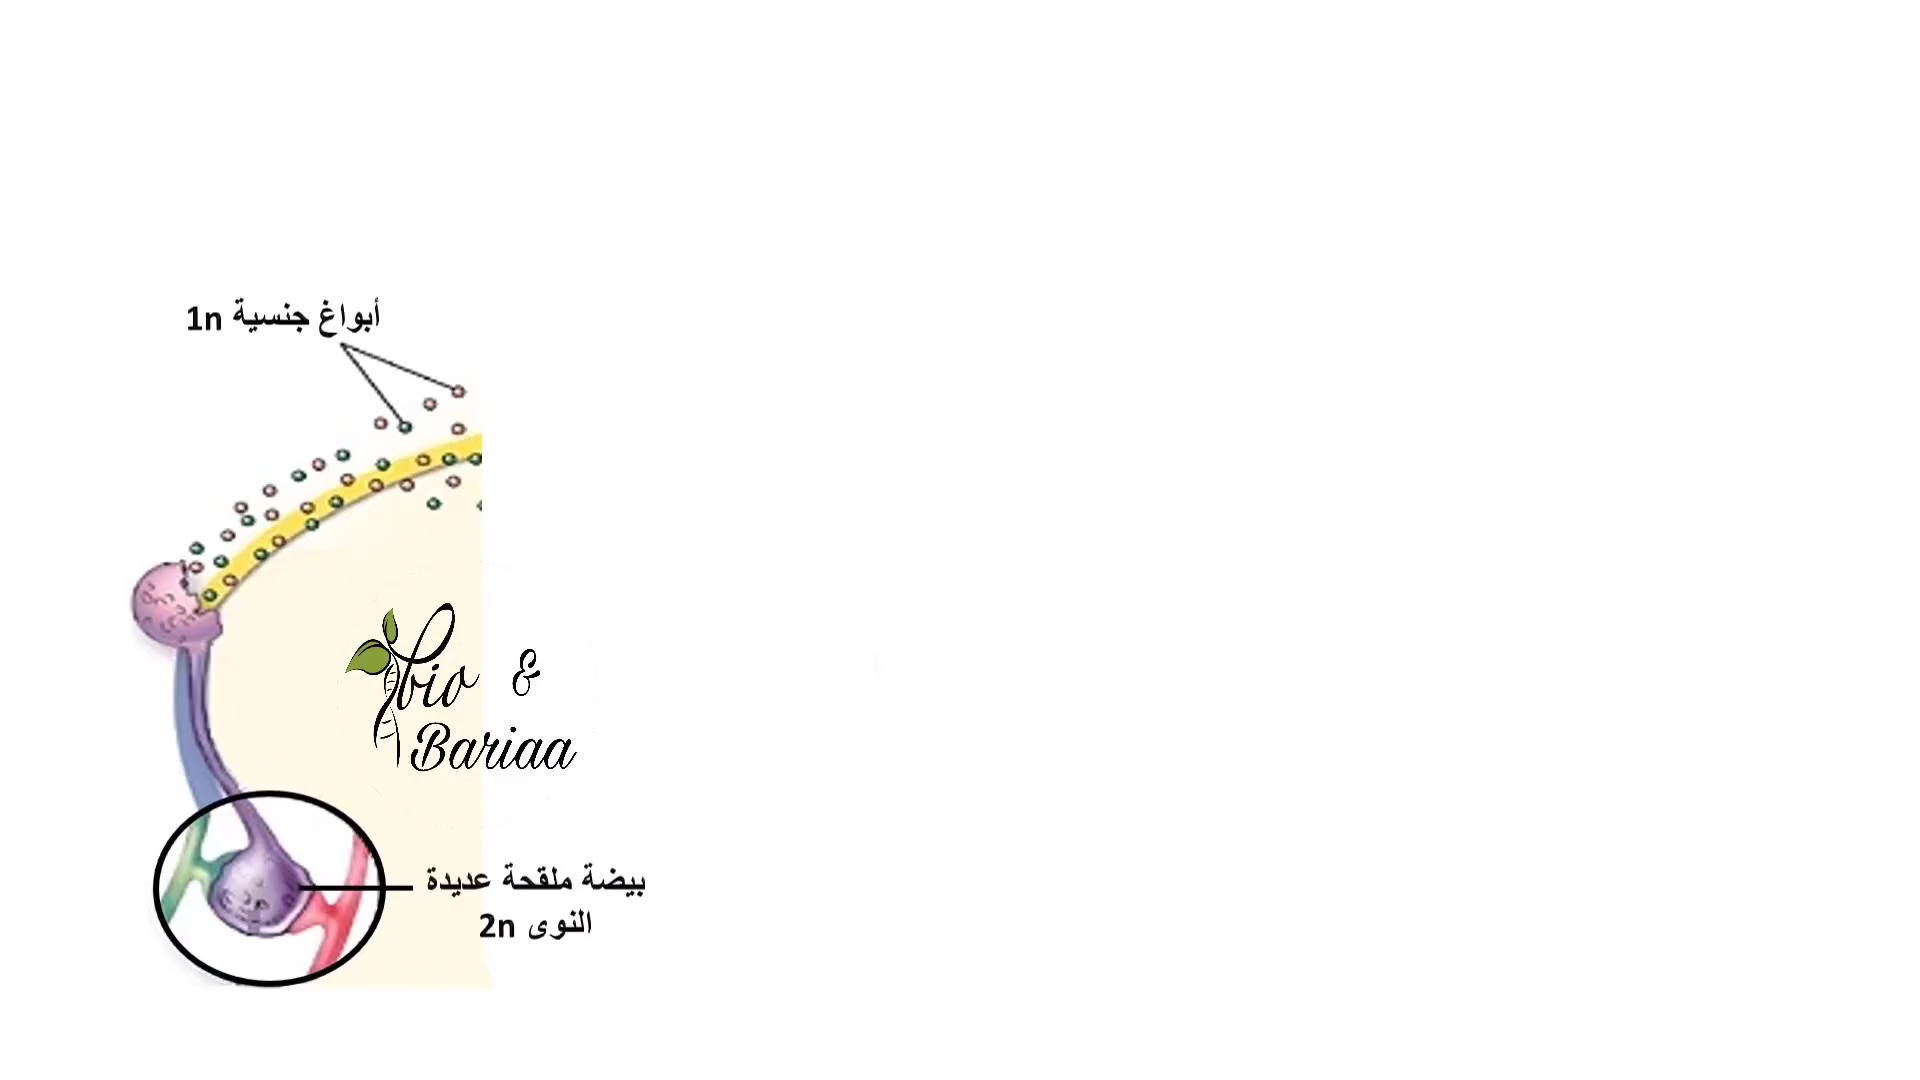 أبواغ جنسية 1n
bio &
Bariaa
بيضة ملقحة عديدة
النوى 2n